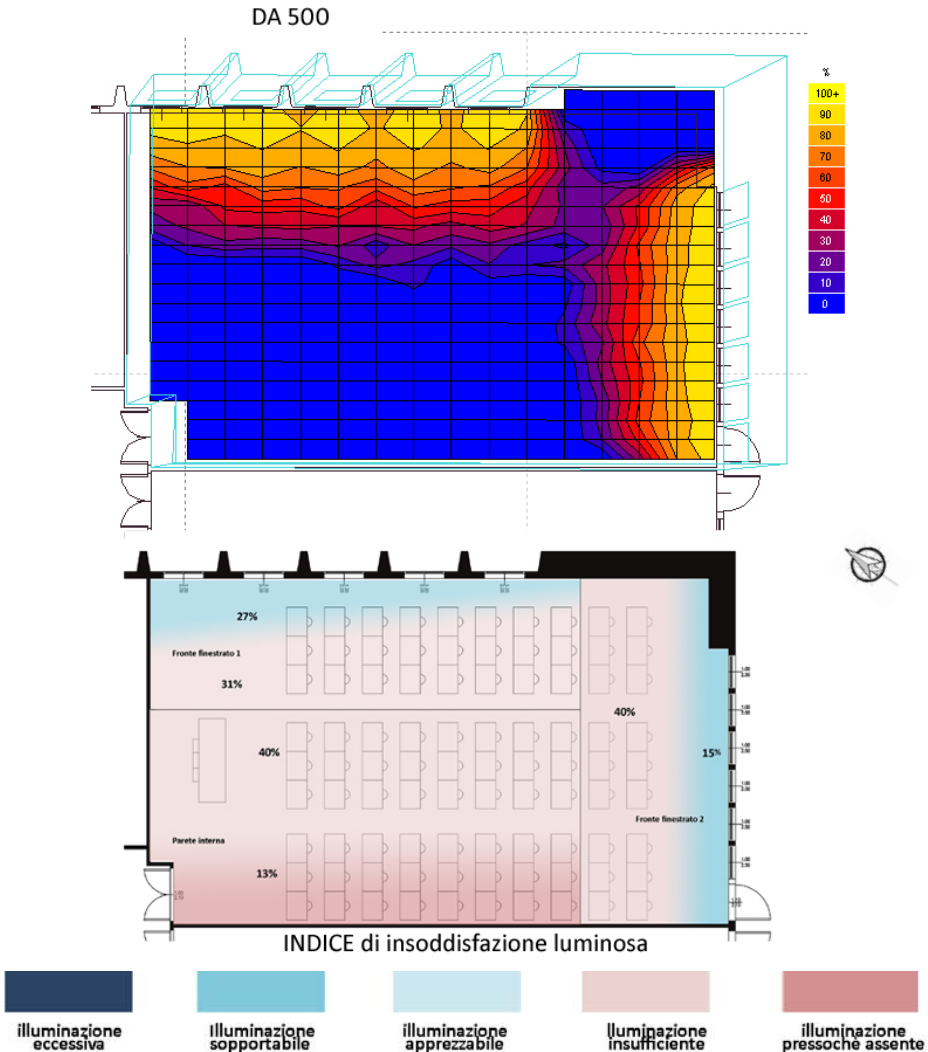 DA 500
%
100+
90
80
70
60
50
40
30
20
10
0
27%
Fronte finestrato 1
31%
40%
40%
15%
Fronte finestrato 2
Parete interna
13%
INDICE di insoddisfazione luminosa
illuminazione
eccessiva
Illuminazione
sopportabile
illuminazione
apprezzabile
lluminazione
insufficiente
illuminazione
pressochè assente